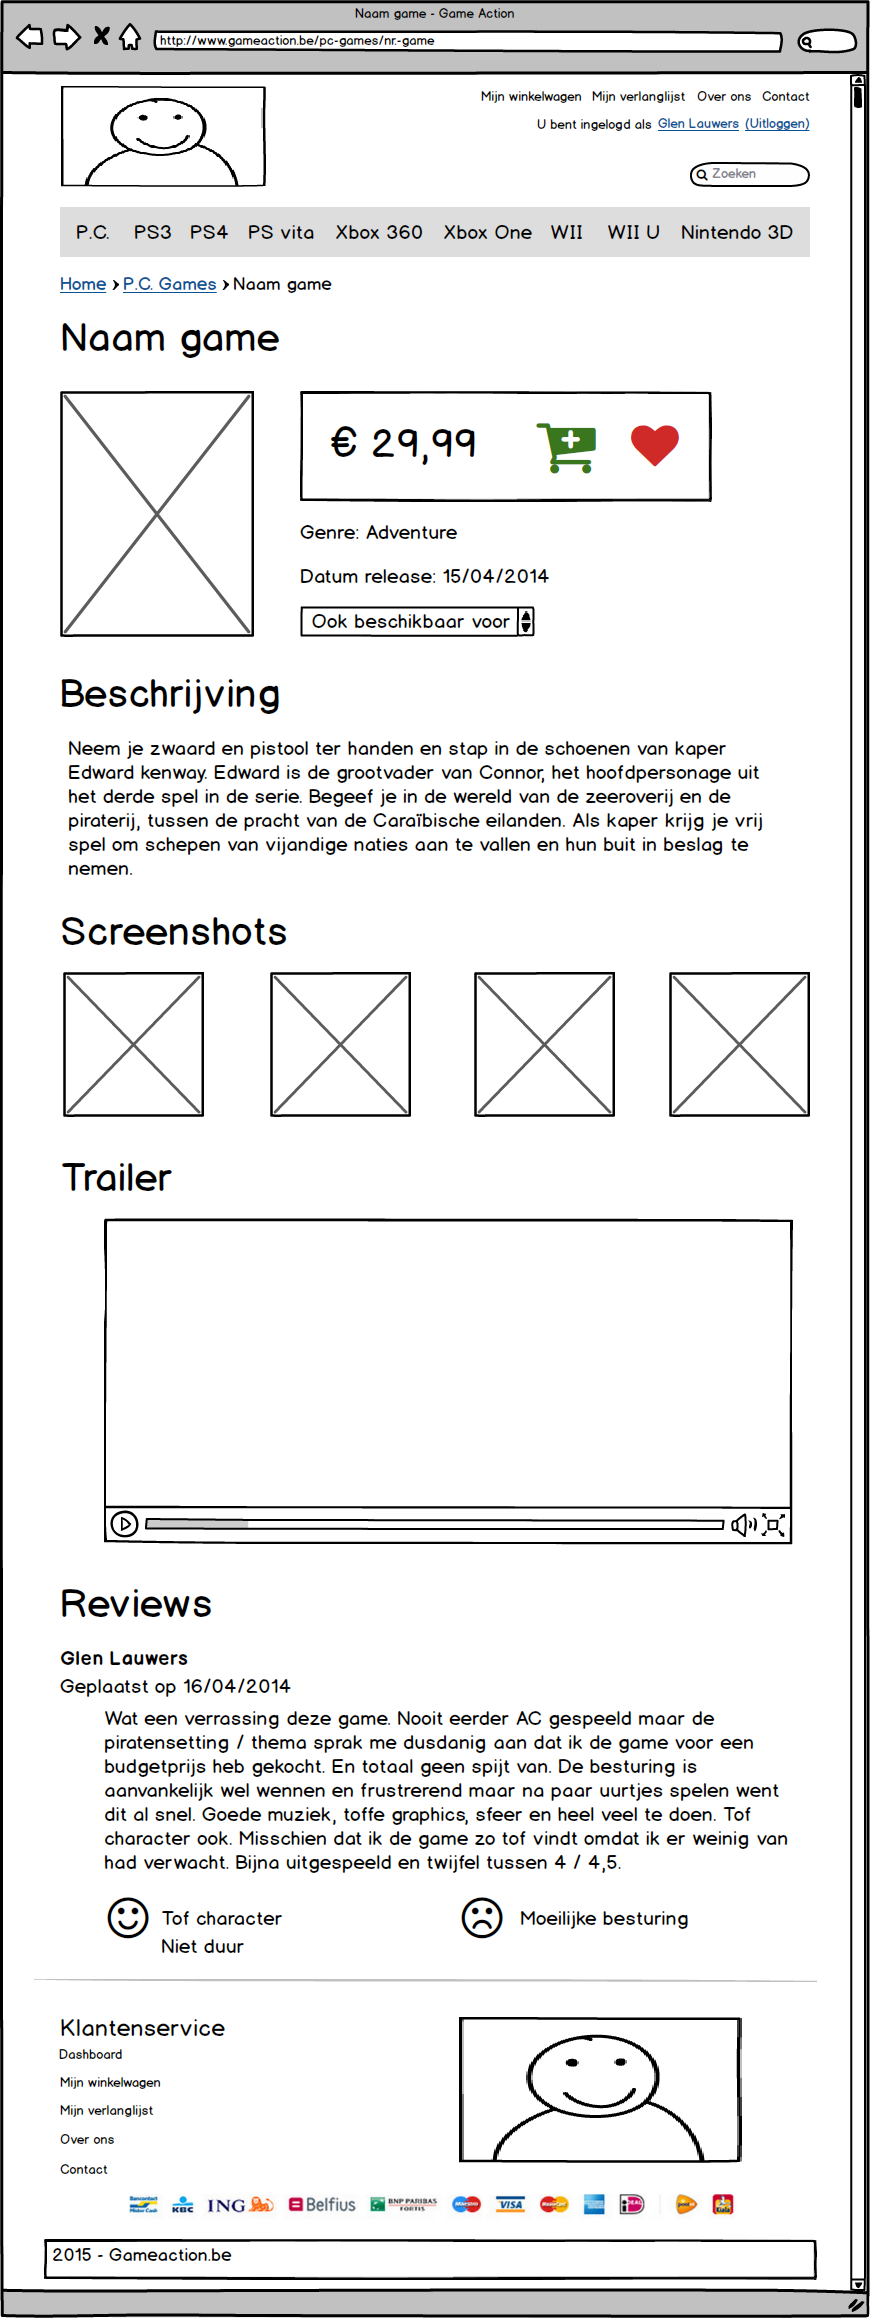 Naam game - Game Action
http://www.gameaction.be/pc-games/nr.-game
Mijn winkelwagen Mijn verlanglijst Over ons Contact
U bent ingelogd als Glen Lauwers (Uitloggen)
Zoeken
P.C. PS3 PS4 PS vita Xbox 360 Xbox One WII WII U Nintendo 3D
Home > P.C. Games > Naam game
Naam game
€ 29,99
Genre: Adventure
Datum release: 15/04/2014
Ook beschikbaar voor
Beschrijving
Neem je zwaard en pistool ter handen en stap in de schoenen van kaper
Edward kenway. Edward is de grootvader van Connor, het hoofdpersonage uit
het derde spel in de serie. Begeef je in de wereld van de zeeroverij en de
piraterij, tussen de pracht van de Caraïbische eilanden. Als kaper krijg je vrij
spel om schepen van vijandige naties aan te vallen en hun buit in beslag te
nemen.
Screenshots
Trailer
Reviews
Glen Lauwers
Geplaatst op 16/04/2014
Wat een verrassing deze game. Nooit eerder AC gespeeld maar de
piratensetting / thema sprak me dusdanig aan dat ik de game voor een
budgetprijs heb gekocht. En totaal geen spijt van. De besturing is
aanvankelijk wel wennen en frustrerend maar na paar uurtjes spelen went
dit al snel. Goede muziek, toffe graphics, sfeer en heel veel te doen. Tof
character ook. Misschien dat ik de game zo tof vindt omdat ik er weinig van
had verwacht. Bijna uitgespeeld en twijfel tussen 4 / 4,5.
Tof character
Niet duur
Moeilijke besturing
Klantenservice
Dashboard
Mijn winkelwagen
Mijn verlanglijst
Over ons
Contact
Bancontact Mister Cash KBC ING Belfius BNP PARIBAS FORTIS Maestro VISA MasterCard iDEAL Kiala
2015 - Gameaction.be